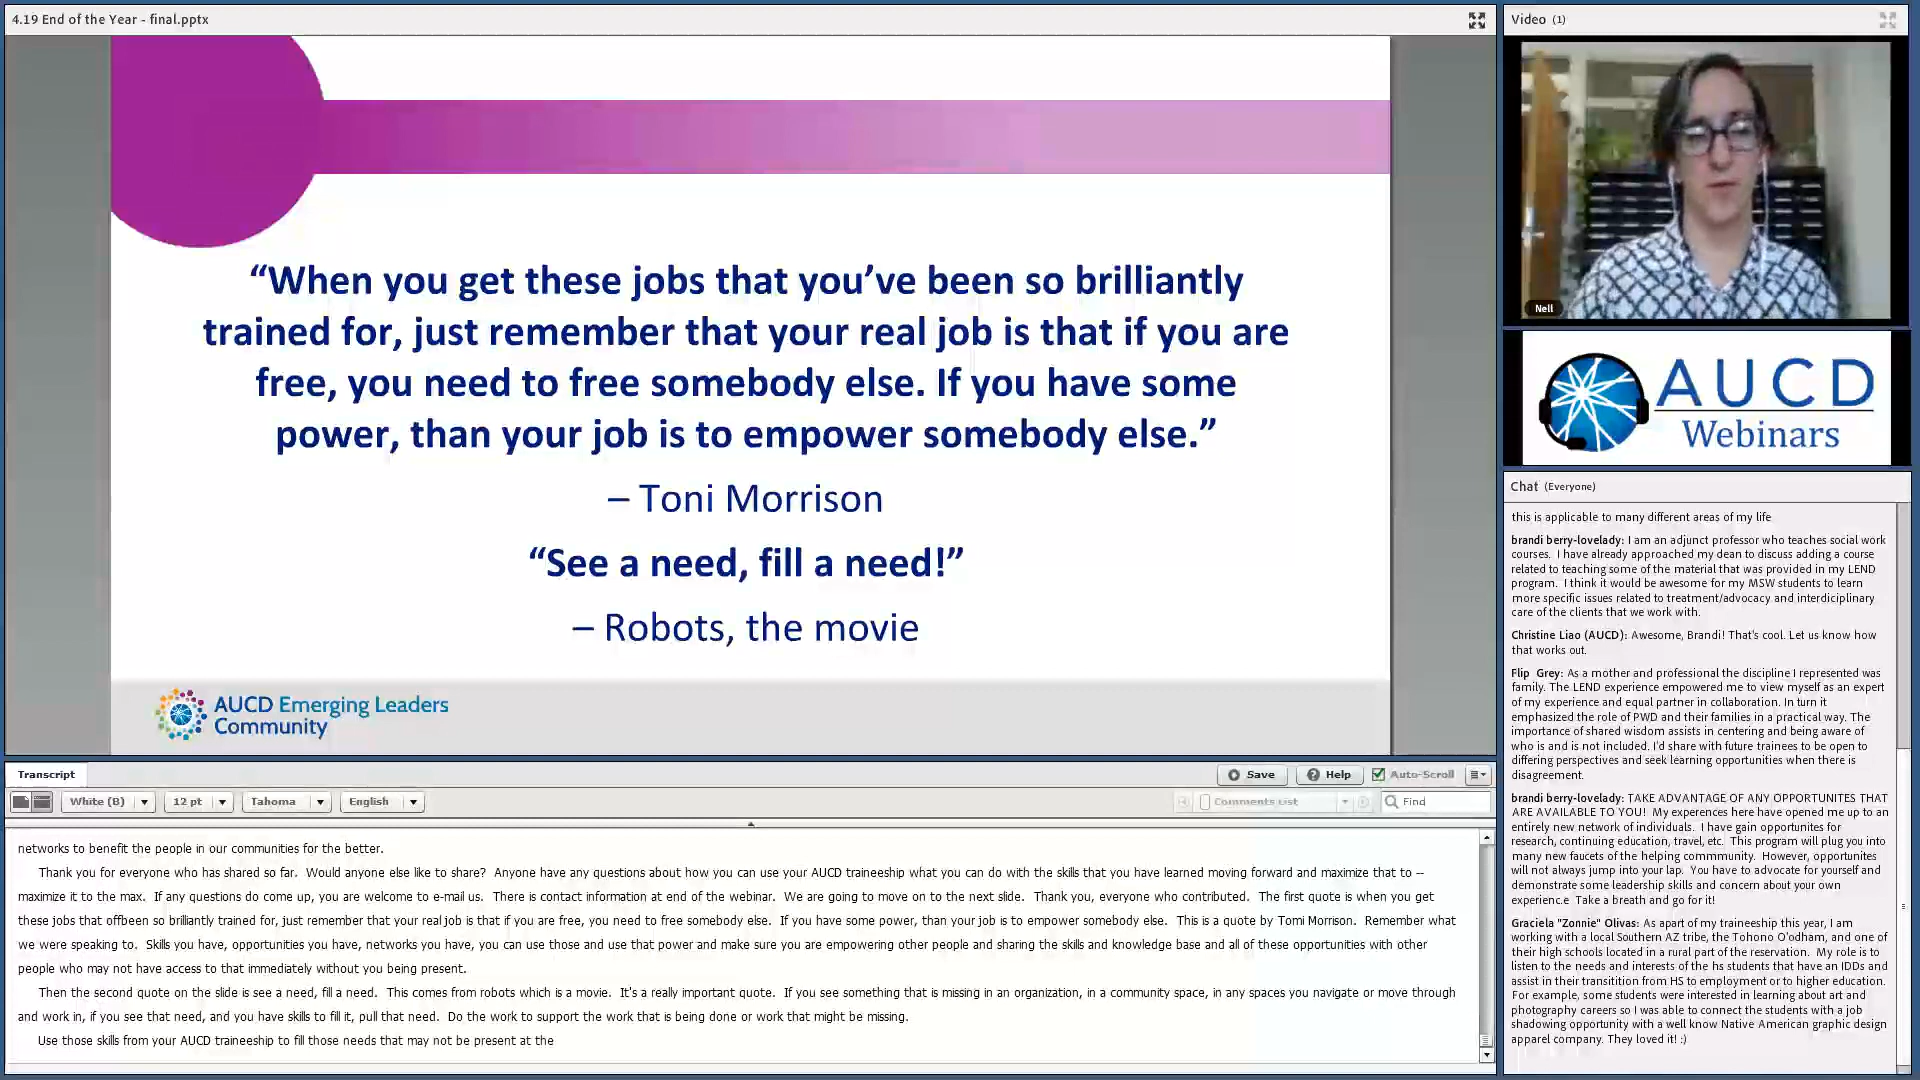 4.19 End of the Year - final.pptx
“When you get these jobs that you’ve been so brilliantly
trained for, just remember that your real job is that if you are
free, you need to free somebody else. If you have some
power, than your job is to empower somebody else.”
– Toni Morrison
“See a need, fill a need!”
– Robots, the movie
AUCD Emerging Leaders
Community
Video (1)
Nell
AUCD
Webinars
Chat (Everyone)
this is applicable to many different areas of my life
brandi berry-lovelady: I am an adjunct professor who teaches social work
courses.  I have already approached my dean to discuss adding a course
related to teaching some of the material that was provided in my LEND
program.  I think it would be awesome for my MSW students to learn
more specific issues related to treatment/advocacy and interdiciplinary
care of the clients that we work with.
Christine Liao (AUCD): Awesome, Brandi! That's cool. Let us know how
that works out.
Flip  Grey: As a mother and professional the discipline I represented was
family. The LEND experience empowered me to view myself as an expert
of my experience and equal partner in collaboration. In turn it
emphasized the role of PWD and their families in a practical way. The
importance of shared wisdom assists in centering and being aware of
who is and is not included. I'd share with future trainees to be open to
differing perspectives and seek learning opportunities when there is
disagreement.
brandi berry-lovelady: TAKE ADVANTAGE OF ANY OPPORTUNITES THAT
ARE AVAILABLE TO YOU!  My experences here have opened me up to an
entirely new network of individuals.  I have gain opportunites for
research, continuing education, travel, etc.  This program will plug you into
many new faucets of the helping commmunity.  However, opportunites
will not always jump into your lap.  You have to advocate for yourself and
demonstrate some leadership skills and concern about your own
experienc.e  Take a breath and go for it!
Graciela "Zonnie" Olivas: As apart of my traineeship this year, I am
working with a local Southern AZ tribe, the Tohono O'odham, and one of
their high schools located in a rural part of the reservation.  My role is to
listen to the needs and interests of the hs students that have an IDDs and
assist in their transitition from HS to employment or to higher education.
For example, some students were interested in learning about art and
photography careers so I was able to connect the students with a job
shadowing opportunity with a well know Native American graphic design
apparel company. They loved it! :)
Transcript
Save
Help
Auto-Scroll
White (B)
12 pt
Tahoma
English
Comments List
Find
networks to benefit the people in our communities for the better.
Thank you for everyone who has shared so far.  Would anyone else like to share?  Anyone have any questions about how you can use your AUCD traineeship what you can do with the skills that you have learned moving forward and maximize that to --
maximize it to the max.  If any questions do come up, you are welcome to e-mail us.  There is contact information at end of the webinar.  We are going to move on to the next slide.  Thank you, everyone who contributed.  The first quote is when you get
these jobs that offbeen so brilliantly trained for, just remember that your real job is that if you are free, you need to free somebody else.  If you have some power, than your job is to empower somebody else.  This is a quote by Tomi Morrison.  Remember what
we were speaking to.  Skills you have, opportunities you have, networks you have, you can use those and use that power and make sure you are empowering other people and sharing the skills and knowledge base and all of these opportunities with other
people who may not have access to that immediately without you being present.
Then the second quote on the slide is see a need, fill a need.  This comes from robots which is a movie.  It's a really important quote.  If you see something that is missing in an organization, in a community space, in any spaces you navigate or move through
and work in, if you see that need, and you have skills to fill it, pull that need.  Do the work to support the work that is being done or work that might be missing.
Use those skills from your AUCD traineeship to fill those needs that may not be present at the